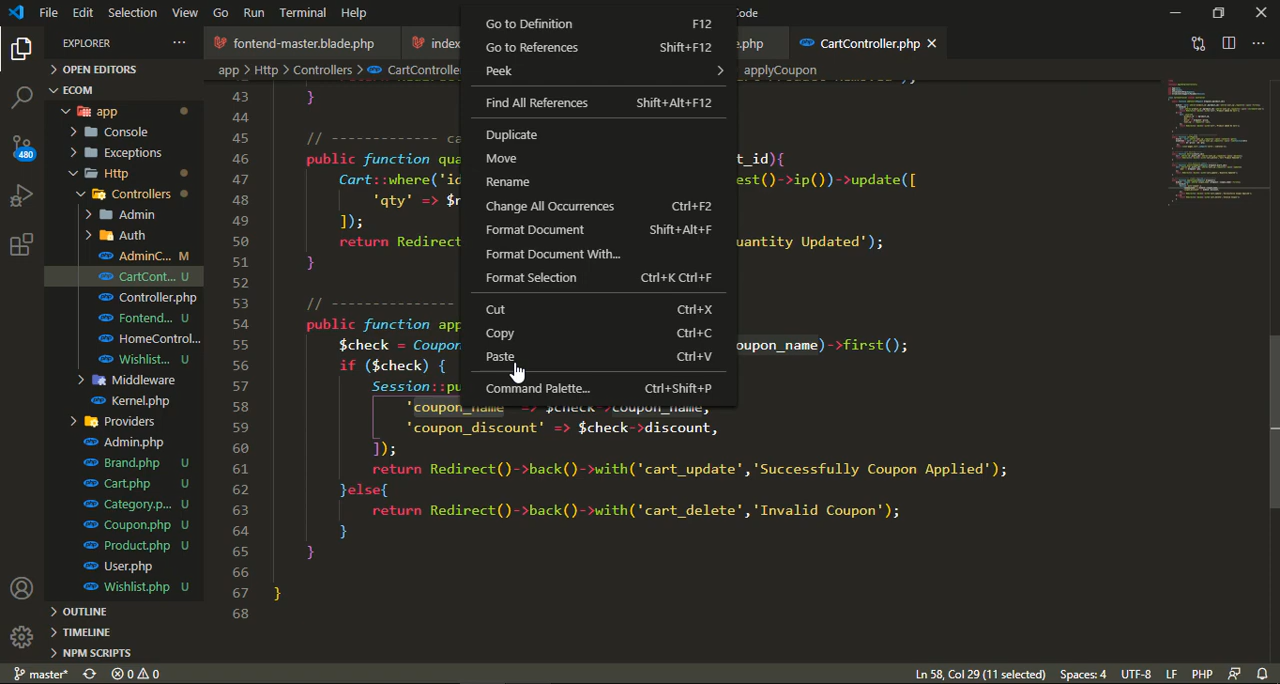 File Edit Selection View Go Run Terminal Help ode
EXPLORER ···
OPEN EDITORS
ECOM
app
Console
Exceptions
Http
Controllers
Admin
Auth
AdminC... M
CartCont... U
Controller.php
Fontend... U
HomeControl...
Wishlist... U
Middleware
Kernel.php
Providers
Admin.php
Brand.php U
Cart.php U
Category.p... U
Coupon.php U
Product.php U
User.php
Wishlist.php U
OUTLINE
TIMELINE
NPM SCRIPTS
480
fontend-master.blade.php index e.php CartController.php
app > Http > Controllers > CartControlle applyCoupon
43 }
44
45 // ------------ ca
46 public function qua t_id){
47 Cart::where('id est()->ip())->update([
48 'qty' => $r
49 ]);
50 return Redirect uantity Updated');
51 }
52
53 // --------------
54 public function app
55 $check = Coupon oupon_name)->first();
56 if ($check) {
57 Session::pu
58 'coupon_name' => $check->coupon_name,
59 'coupon_discount' => $check->discount,
60 ]);
61 return Redirect()->back()->with('cart_update','Successfully Coupon Applied');
62 }else{
63 return Redirect()->back()->with('cart_delete','Invalid Coupon');
64 }
65 }
66
67 }
68
Go to Definition F12
Go to References Shift+F12
Peek >
Find All References Shift+Alt+F12
Duplicate
Move
Rename
Change All Occurrences Ctrl+F2
Format Document Shift+Alt+F
Format Document With...
Format Selection Ctrl+K Ctrl+F
Cut Ctrl+X
Copy Ctrl+C
Paste Ctrl+V
Command Palette... Ctrl+Shift+P
master* 0 0 Ln 58, Col 29 (11 selected) Spaces: 4 UTF-8 LF PHP